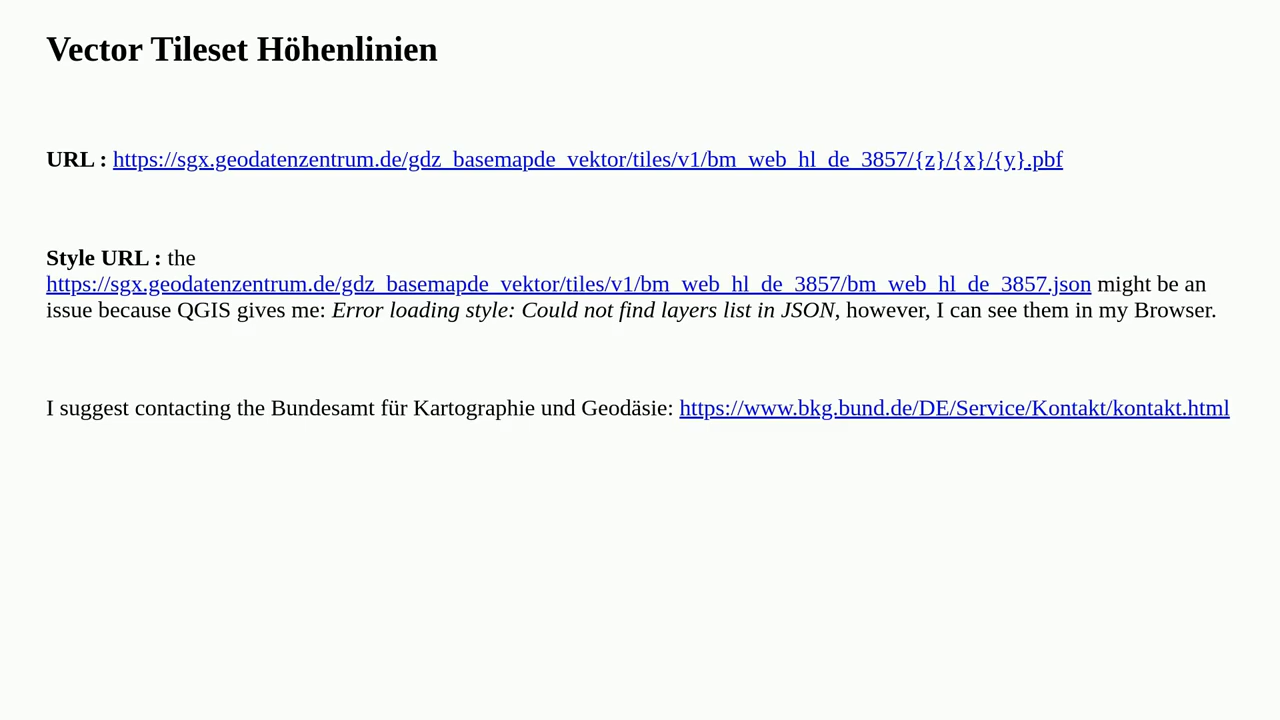 Vector Tileset Höhenlinien
URL : https://sgx.geodatenzentrum.de/gdz_basemapde_vektor/tiles/v1/bm_web_hl_de_3857/{z}/{x}/{y}.pbf
Style URL : the
https://sgx.geodatenzentrum.de/gdz_basemapde_vektor/tiles/v1/bm_web_hl_de_3857/bm_web_hl_de_3857.json might be an
issue because QGIS gives me: Error loading style: Could not find layers list in JSON, however, I can see them in my Browser.
I suggest contacting the Bundesamt für Kartographie und Geodäsie: https://www.bkg.bund.de/DE/Service/Kontakt/kontakt.html